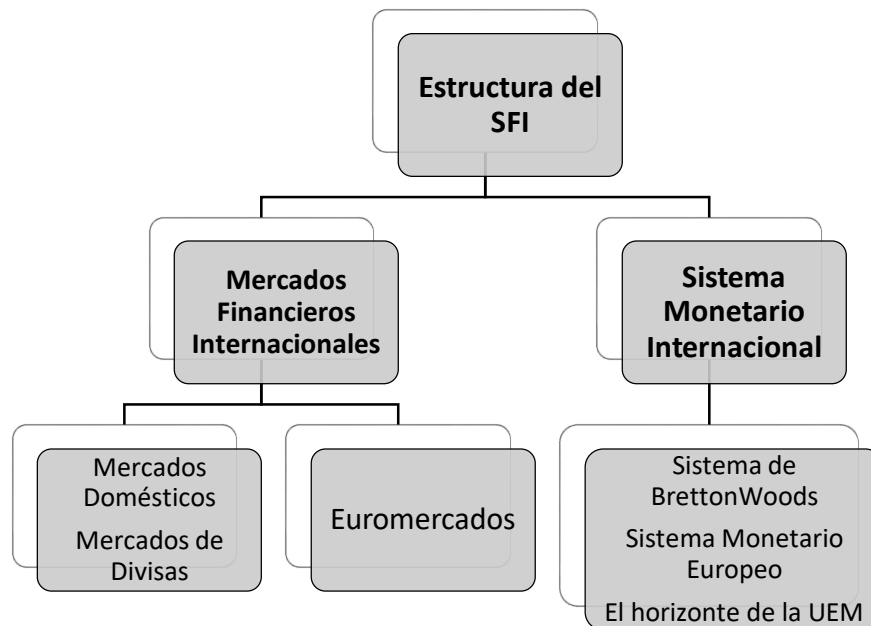 Estructura del
SFI
Mercados
Financieros
Internacionales
Sistema
Monetario
Internacional
Mercados
Domésticos
Mercados de
Divisas
Euromercados
Sistema de
BrettonWoods
Sistema Monetario
Europeo
El horizonte de la UEM